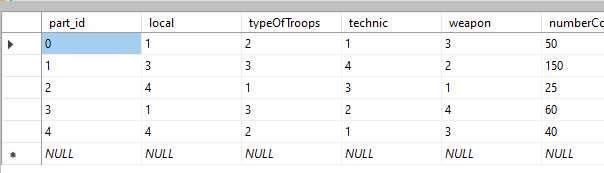 part_id local typeOfTroops technic weapon numberCo
0 1 2 1 3 50
1 3 3 4 2 150
2 4 1 3 1 25
3 1 3 2 4 60
4 4 2 1 3 40
NULL NULL NULL NULL NULL NULL